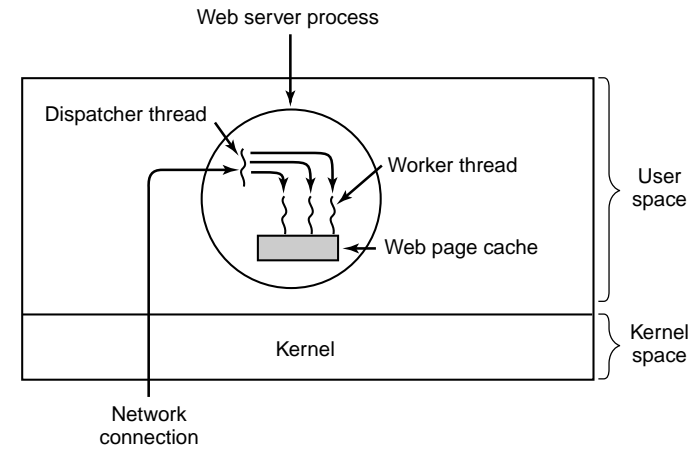 Web server process
Dispatcher thread
Worker thread
User
space
Web page cache
Kernel
Kernel
space
Network
connection